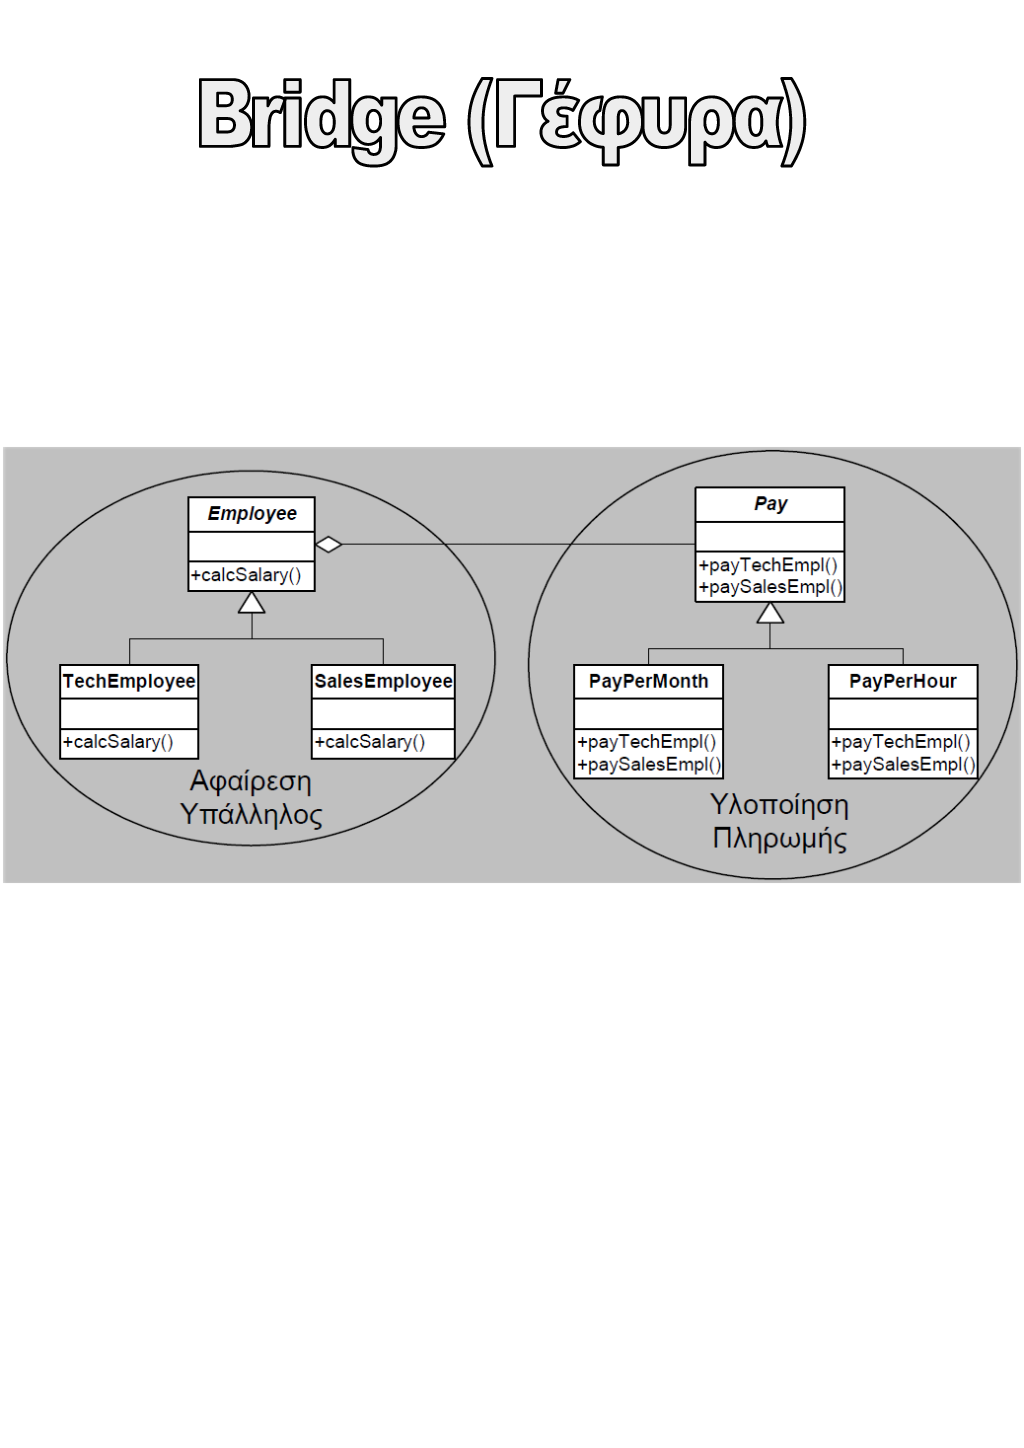 Bridge (Γέφυρα)
Employee
+calcSalary()
TechEmployee
+calcSalary()
SalesEmployee
+calcSalary()
Αφαίρεση
Υπάλληλος
Pay
+payTechEmpl()
+paySalesEmpl()
PayPerMonth
+payTechEmpl()
+paySalesEmpl()
PayPerHour
+payTechEmpl()
+paySalesEmpl()
Υλοποίηση
Πληρωμής